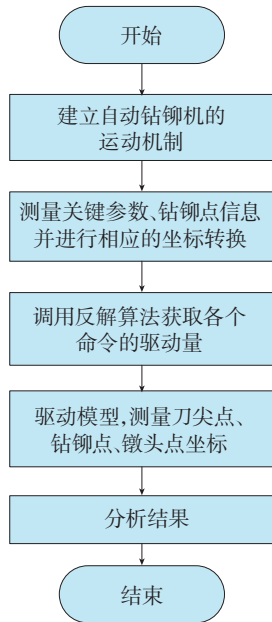 开始
建立自动钻铆机的
运动机制
测量关键参数、钻铆点信息
并进行相应的坐标转换
调用反解算法获取各个
命令的驱动量
驱动模型,测量刀尖点、
钻铆点、镦头点坐标
分析结果
结束